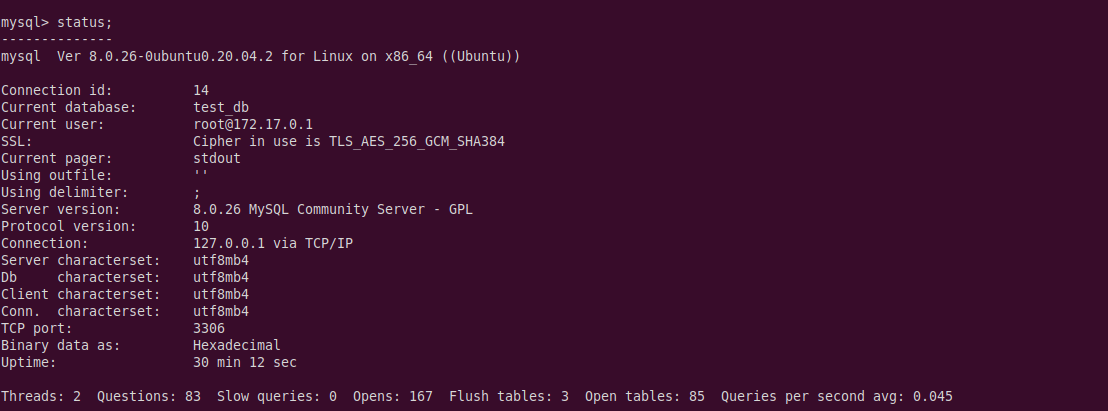 mysql> status;
--------------
mysql  Ver 8.0.26-0ubuntu0.20.04.2 for Linux on x86_64 ((Ubuntu))
Connection id:          14
Current database:       test_db
Current user:           root@172.17.0.1
SSL:                    Cipher in use is TLS_AES_256_GCM_SHA384
Current pager:          stdout
Using outfile:          ''
Using delimiter:        ;
Server version:         8.0.26 MySQL Community Server - GPL
Protocol version:       10
Connection:             127.0.0.1 via TCP/IP
Server characterset:    utf8mb4
Db     characterset:    utf8mb4
Client characterset:    utf8mb4
Conn.  characterset:    utf8mb4
TCP port:               3306
Binary data as:         Hexadecimal
Uptime:                 30 min 12 sec
Threads: 2  Questions: 83  Slow queries: 0  Opens: 167  Flush tables: 3  Open tables: 85  Queries per second avg: 0.045